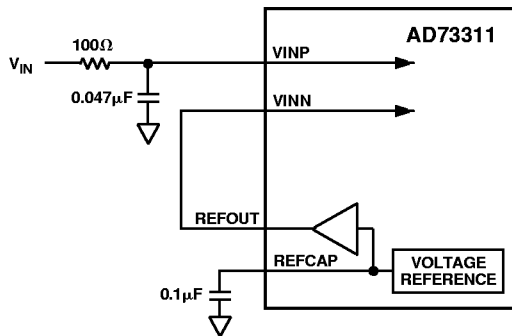 AD73311
100Ω
VIN
VINP
0.047μF
VINN
REFOUT
REFCAP
VOLTAGE
REFERENCE
0.1μF